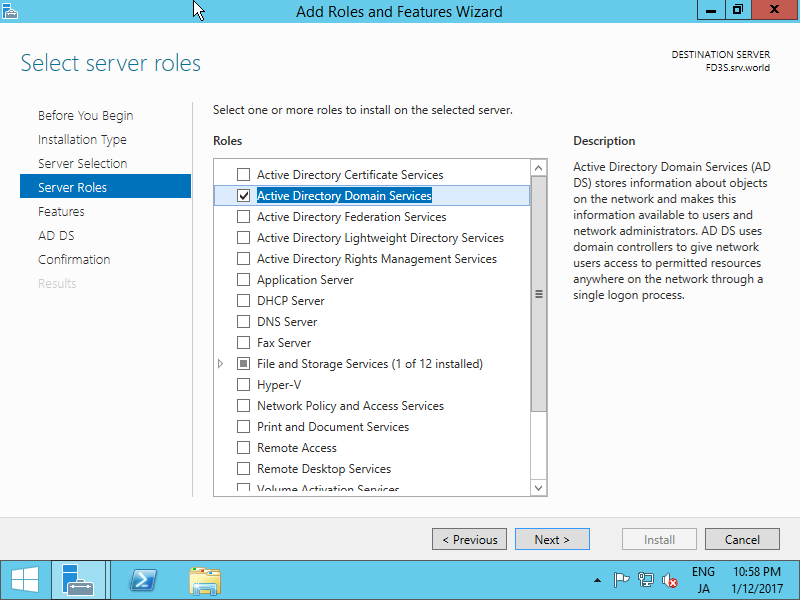 Add Roles and Features Wizard
Select server roles
DESTINATION SERVER
FD3S.srv.world
Before You Begin
Installation Type
Server Selection
Server Roles
Features
AD DS
Confirmation
Results
Select one or more roles to install on the selected server.
Roles
Active Directory Certificate Services
Active Directory Domain Services
Active Directory Federation Services
Active Directory Lightweight Directory Services
Active Directory Rights Management Services
Application Server
DHCP Server
DNS Server
Fax Server
File and Storage Services (1 of 12 installed)
Hyper-V
Network Policy and Access Services
Print and Document Services
Remote Access
Remote Desktop Services
Volume Activation Services
Description
Active Directory Domain Services (AD
DS) stores information about objects
on the network and makes this
information available to users and
network administrators. AD DS uses
domain controllers to give network
users access to permitted resources
anywhere on the network through a
single logon process.
< Previous
Next >
Install
Cancel
ENG
JA
10:58 PM
1/12/2017